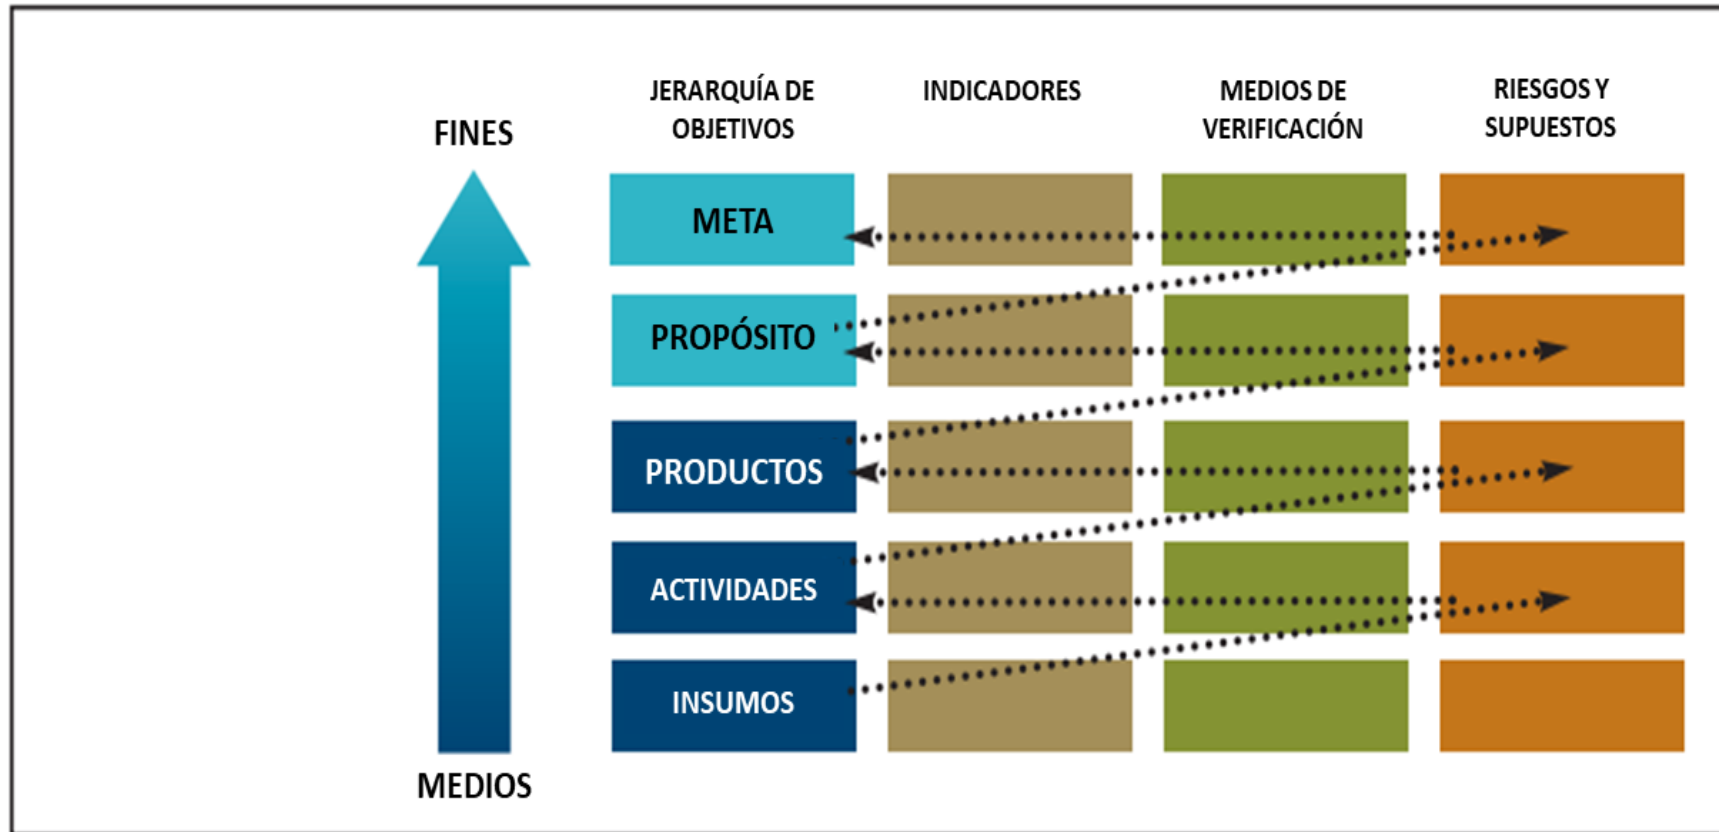 JERARQUÍA DE
OBJETIVOS
INDICADORES
MEDIOS DE
VERIFICACIÓN
RIESGOS Y
SUPUESTOS
FINES
META
PROPÓSITO
PRODUCTOS
ACTIVIDADES
INSUMOS
MEDIOS